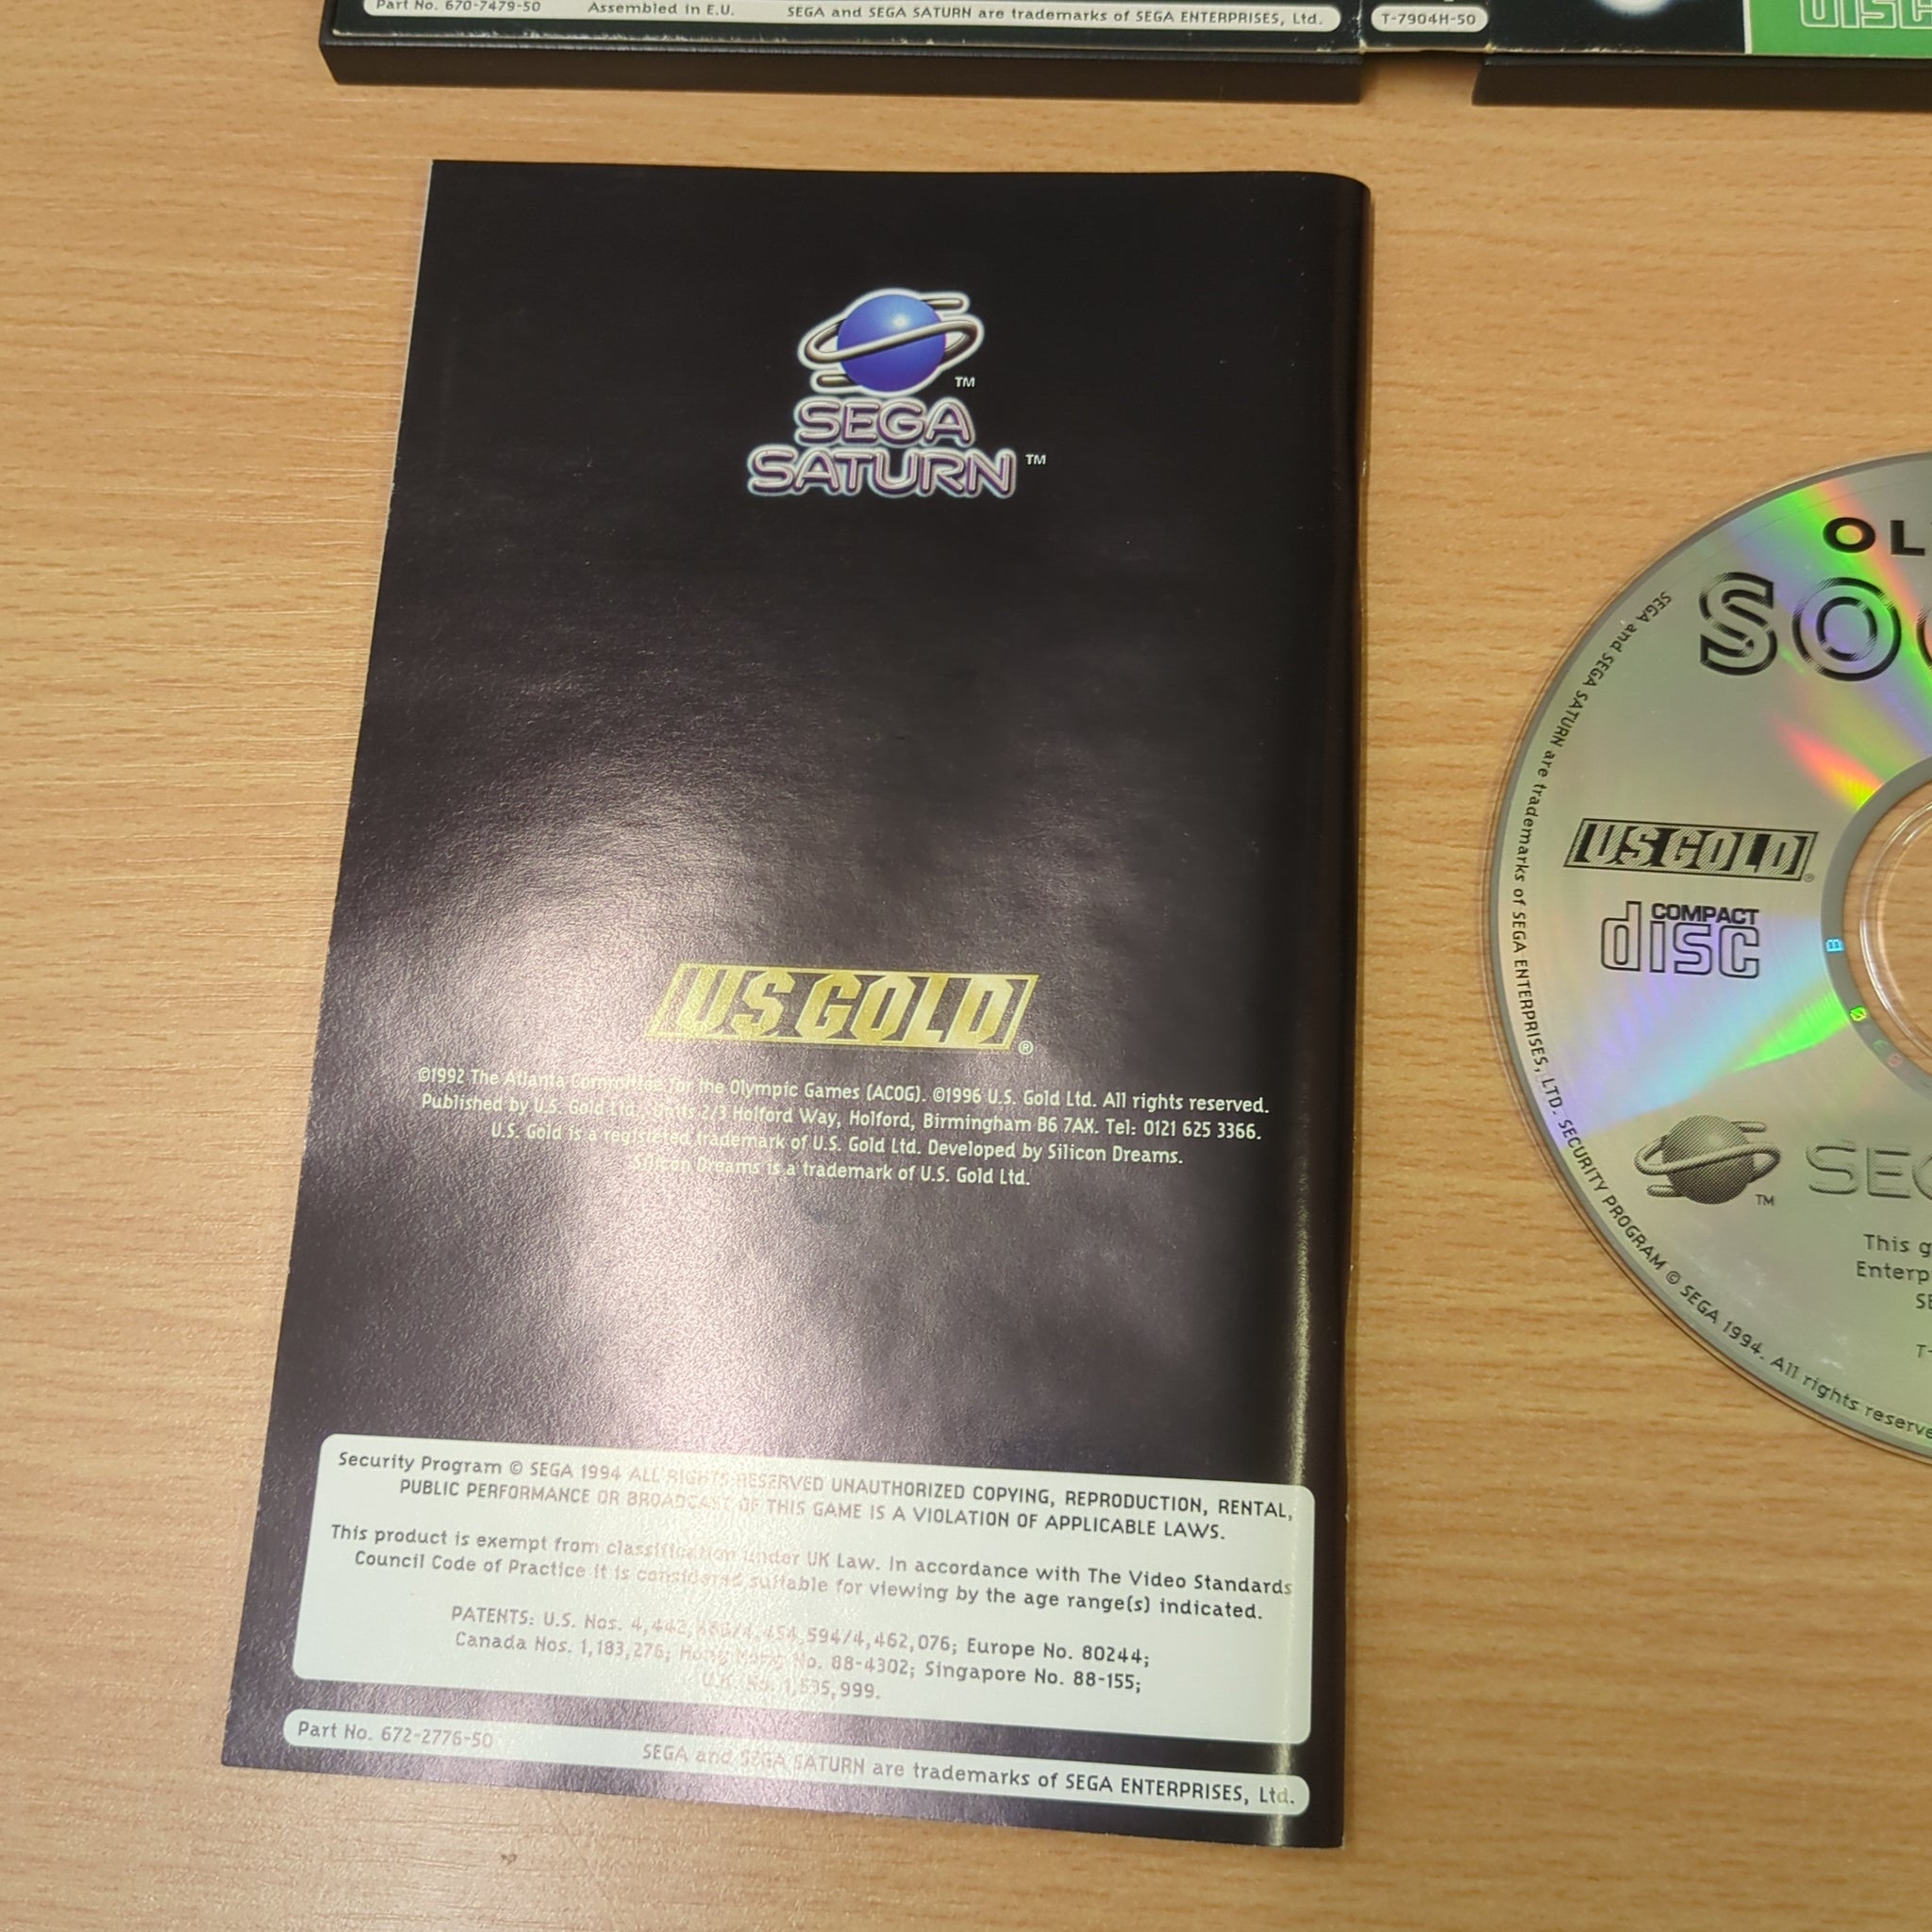 Part No. 670-7479-50 Assembled in E.U. SEGA and SEGA SATURN are trademarks of SEGA ENTERPRISES, Ltd.
T-7904H-50
DISC
TM
SEGA
SATURN TM
US GOLD ®
©1992 The Atlanta Committee for the Olympic Games (ACOG). ©1996 U.S. Gold Ltd. All rights reserved.
Published by U.S. Gold Ltd., Units 2/3 Holford Way, Holford, Birmingham B6 7AX. Tel: 0121 625 3366.
U.S. Gold is a registered trademark of U.S. Gold Ltd. Developed by Silicon Dreams.
Silicon Dreams is a trademark of U.S. Gold Ltd.
Security Program © SEGA 1994 ALL RIGHTS RESERVED UNAUTHORIZED COPYING, REPRODUCTION, RENTAL,
PUBLIC PERFORMANCE OR BROADCAST OF THIS GAME IS A VIOLATION OF APPLICABLE LAWS.
This product is exempt from classification under UK Law. In accordance with The Video Standards
Council Code of Practice it is considered suitable for viewing by the age range(s) indicated.
PATENTS: U.S. Nos. 4,442, 594/4,462,076; Europe No. 80244;
Canada Nos. 1,183,276; Hong Kong No. 88-4302; Singapore No. 88-155;
U.K. No. 1,535,999.
Part No. 672-2776-50 SEGA and SEGA SATURN are trademarks of SEGA ENTERPRISES, Ltd.
OL
SO
US GOLD ®
COMPACT
disc
TM SEG
This g
Enterp
SE
T-
SEGA and SEGA SATURN are trademarks of SEGA ENTERPRISES, LTD. SECURITY PROGRAM © SEGA 1994. All rights reserve